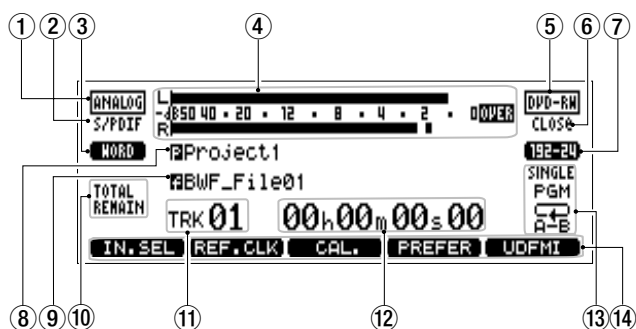 ① ② ③ ④ ⑤ ⑥ ⑦
ANALOG
S/PDIF
WORD
L
-dB50 40 • 20 • 12 • 8 • 4 • 2 • 0 OVER
R
DVD-RW
CLOSE
192-24
P Project1
F BWF_File01
TOTAL
REMAIN
TRK 01
00h00m00s00
SINGLE
PGM
A-B
IN.SEL REF.CLK CAL. PREFER UDFMI
⑧ ⑨ ⑩ ⑪ ⑫ ⑬ ⑭